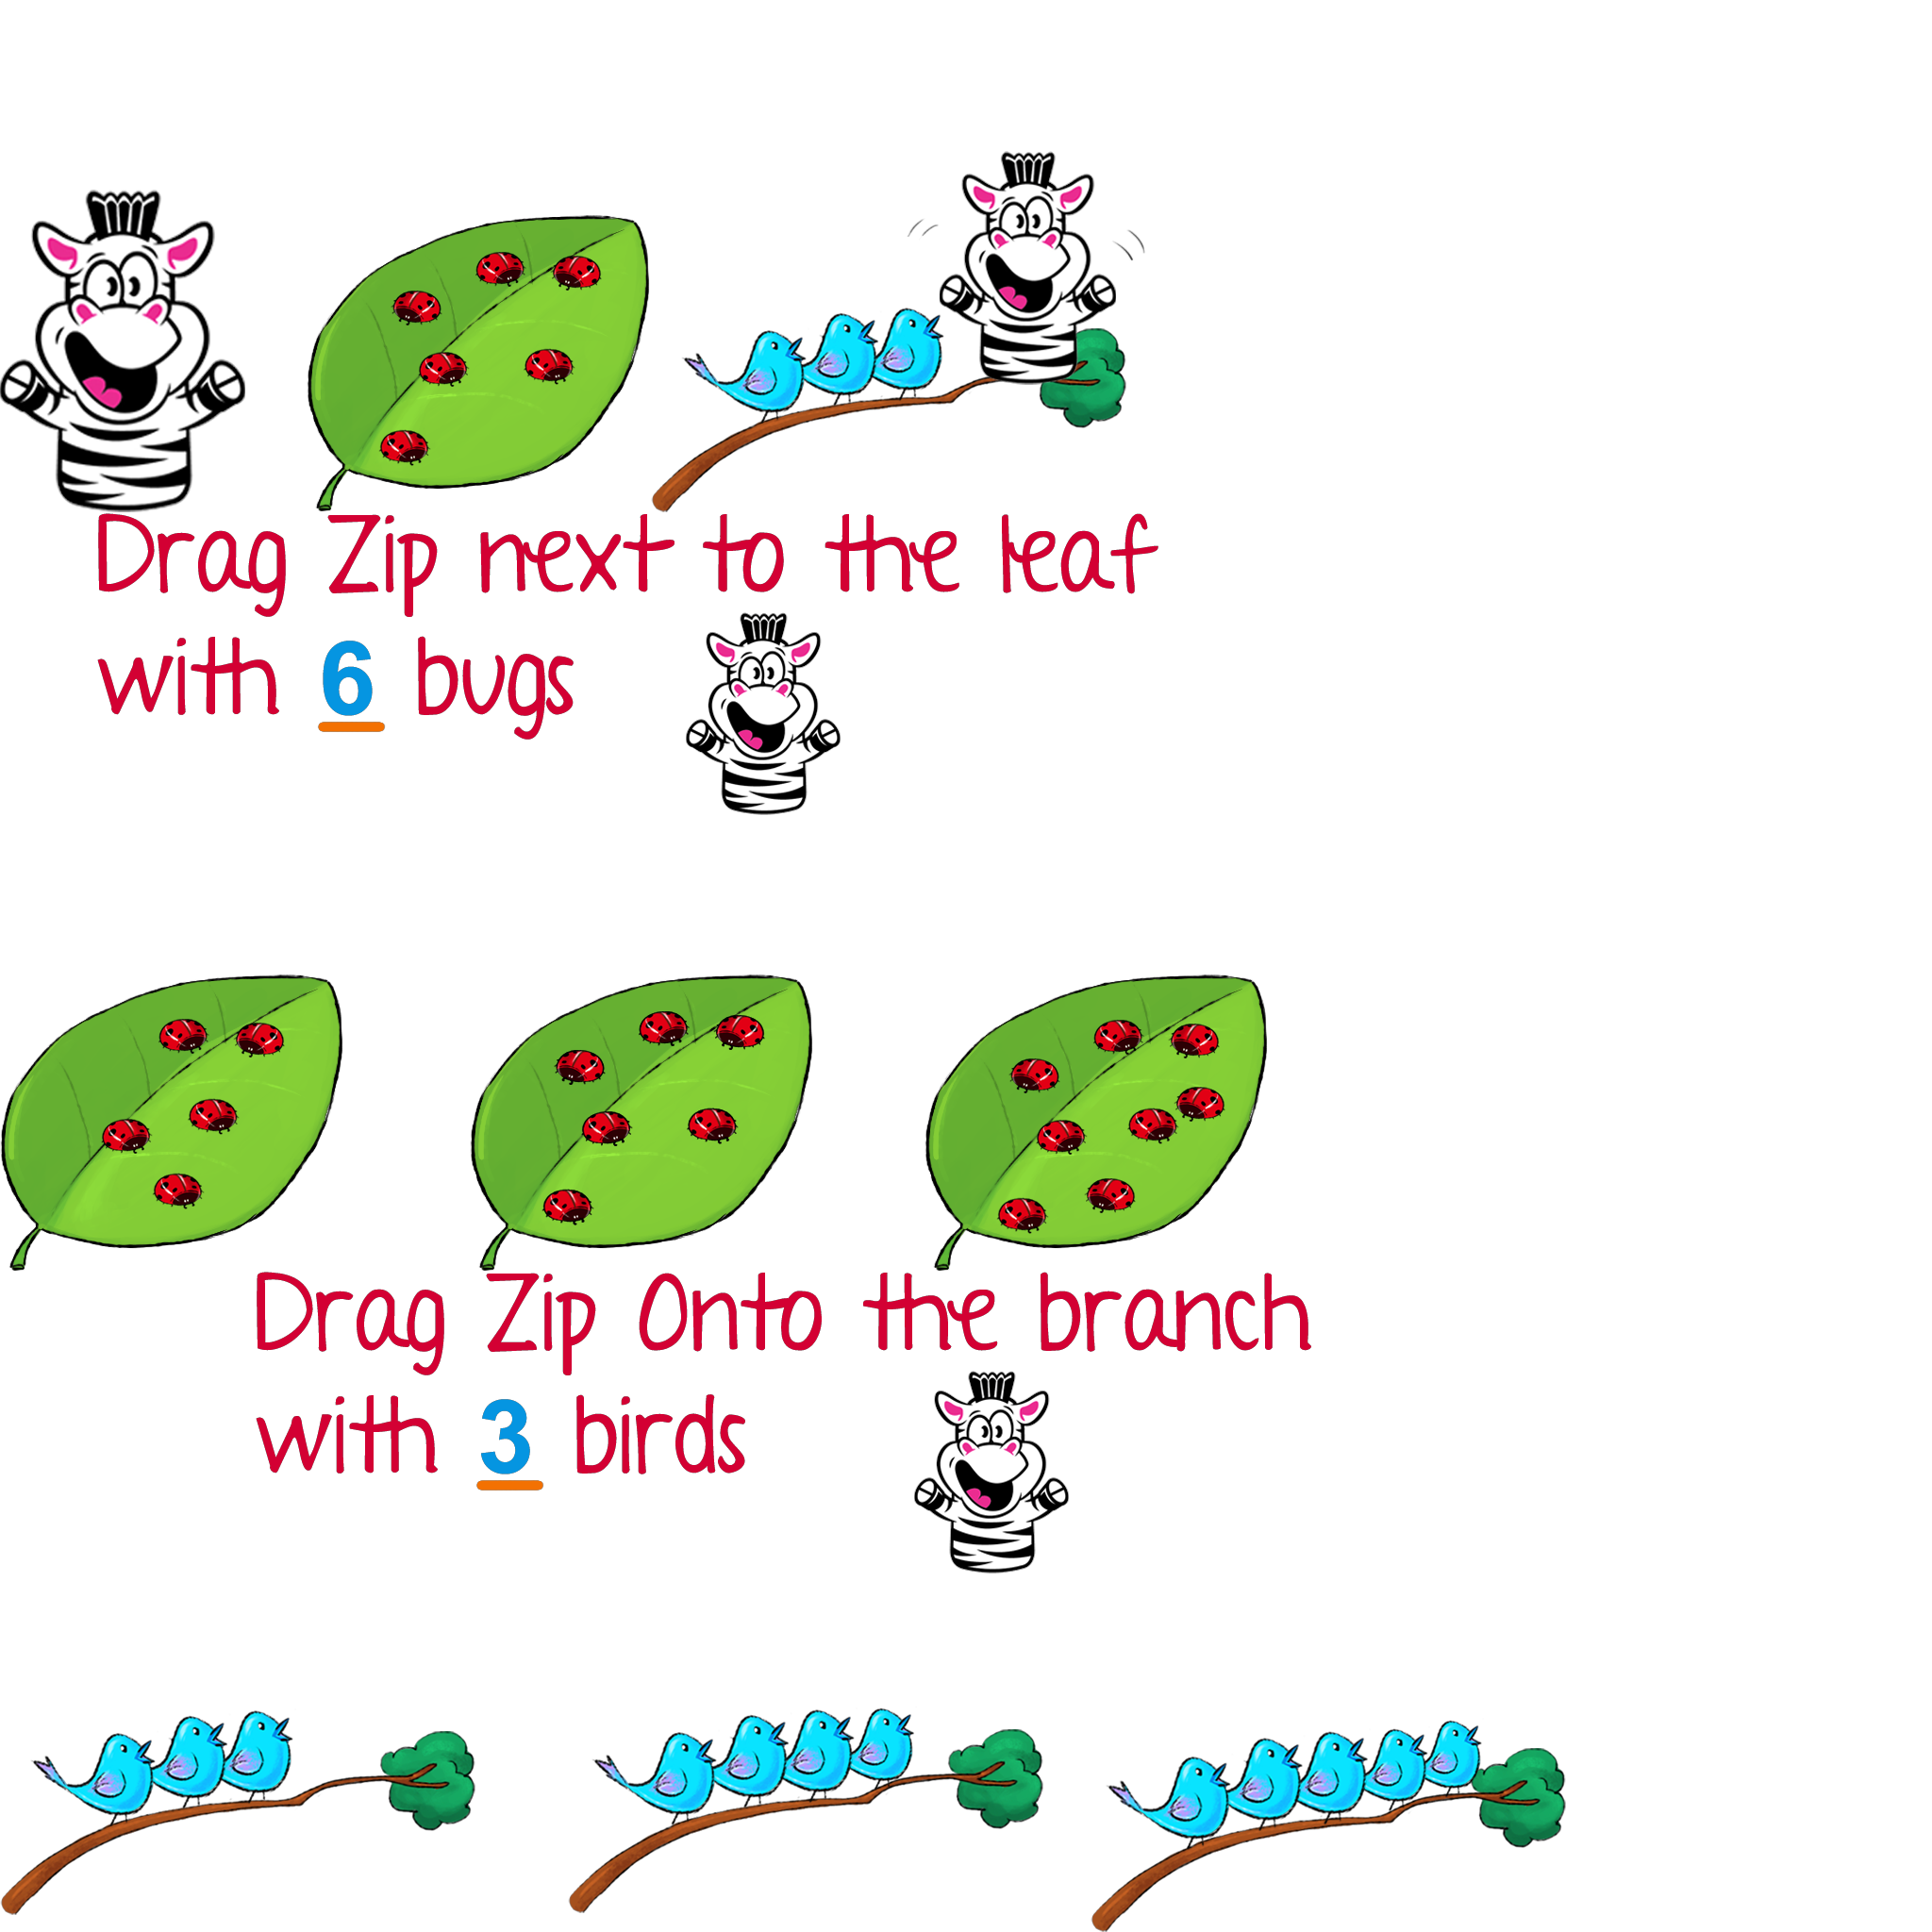 Drag Zip next to the leaf
with 6 bugs
Drag Zip Onto the branch
with 3 birds